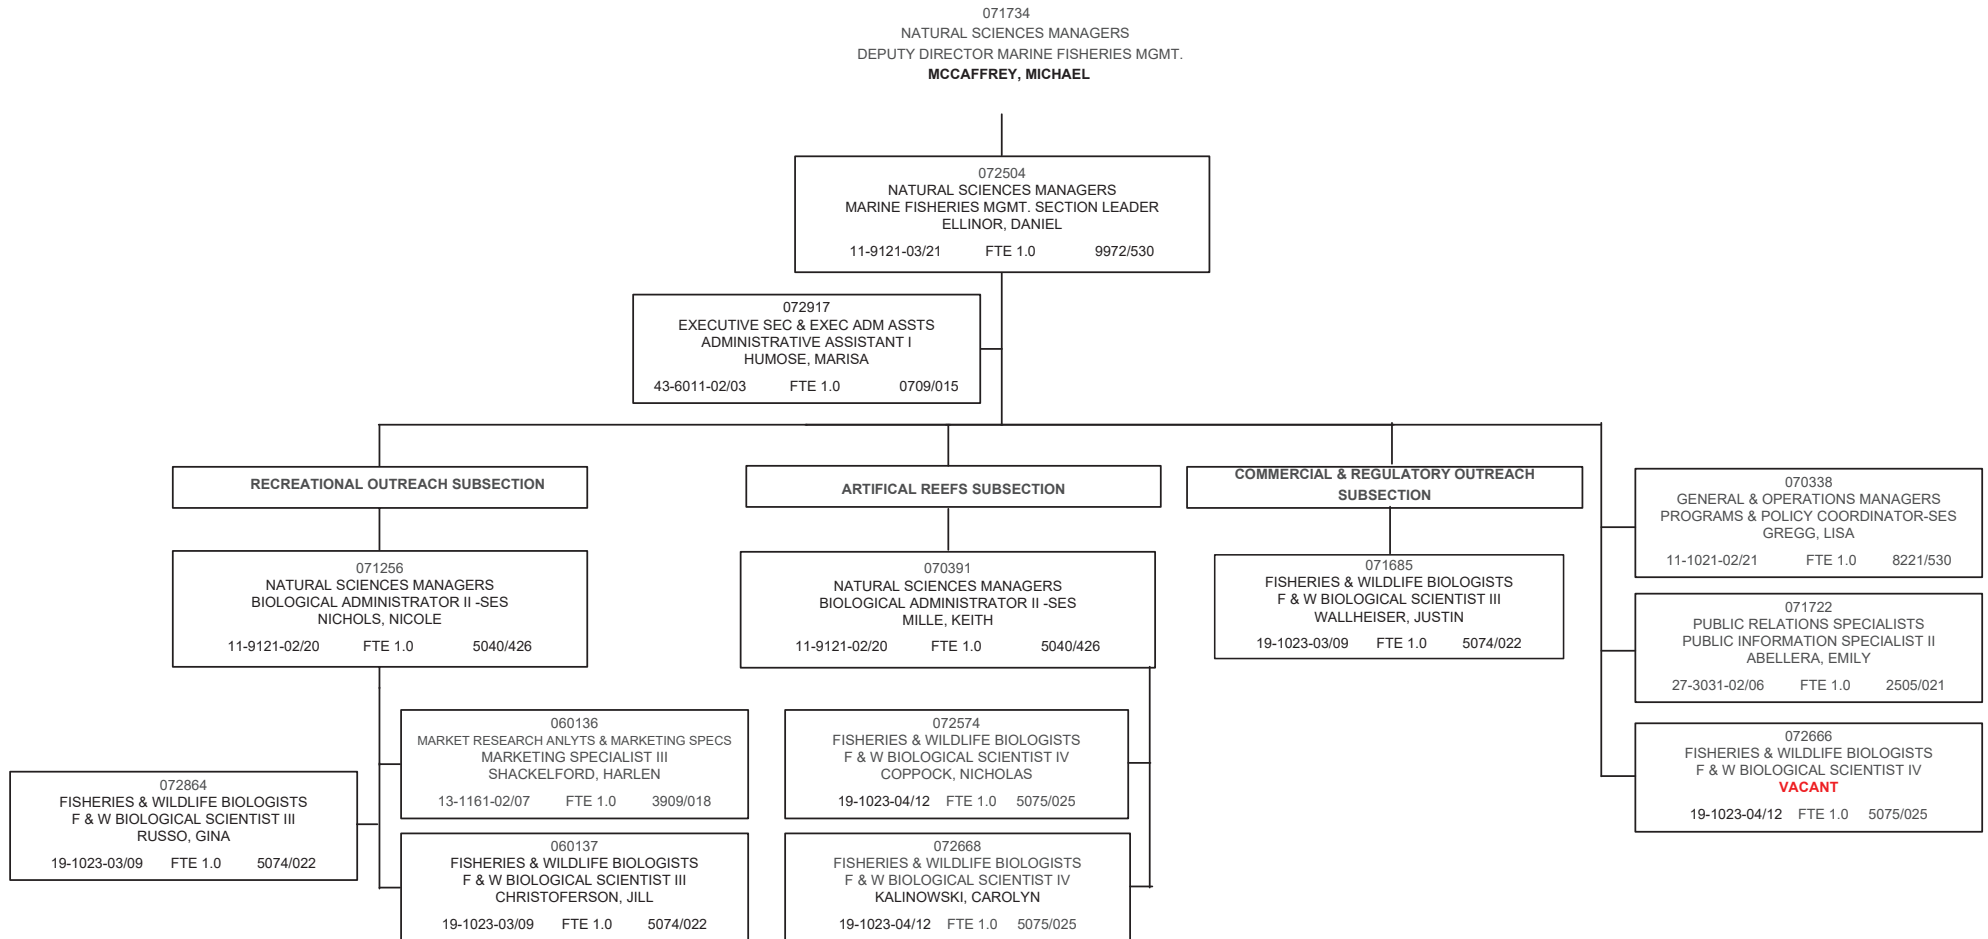 071734
NATURAL SCIENCES MANAGERS
DEPUTY DIRECTOR MARINE FISHERIES MGMT.
MCCAFFREY, MICHAEL
072504
NATURAL SCIENCES MANAGERS
MARINE FISHERIES MGMT. SECTION LEADER
ELLINOR, DANIEL
11-9121-03/21 FTE 1.0 9972/530
072917
EXECUTIVE SEC & EXEC ADM ASSTS
ADMINISTRATIVE ASSISTANT I
HUMOSE, MARISA
43-6011-02/03 FTE 1.0 0709/015
RECREATIONAL OUTREACH SUBSECTION
071256
NATURAL SCIENCES MANAGERS
BIOLOGICAL ADMINISTRATOR II -SES
NICHOLS, NICOLE
11-9121-02/20 FTE 1.0 5040/426
060136
MARKET RESEARCH ANLYTS & MARKETING SPECS
MARKETING SPECIALIST III
SHACKELFORD, HARLEN
13-1161-02/07 FTE 1.0 3909/018
072864
FISHERIES & WILDLIFE BIOLOGISTS
F & W BIOLOGICAL SCIENTIST III
RUSSO, GINA
19-1023-03/09 FTE 1.0 5074/022
060137
FISHERIES & WILDLIFE BIOLOGISTS
F & W BIOLOGICAL SCIENTIST III
CHRISTOFERSON, JILL
19-1023-03/09 FTE 1.0 5074/022
ARTIFICAL REEFS SUBSECTION
070391
NATURAL SCIENCES MANAGERS
BIOLOGICAL ADMINISTRATOR II -SES
MILLE, KEITH
11-9121-02/20 FTE 1.0 5040/426
072574
FISHERIES & WILDLIFE BIOLOGISTS
F & W BIOLOGICAL SCIENTIST IV
COPPOCK, NICHOLAS
19-1023-04/12 FTE 1.0 5075/025
072668
FISHERIES & WILDLIFE BIOLOGISTS
F & W BIOLOGICAL SCIENTIST IV
KALINOWSKI, CAROLYN
19-1023-04/12 FTE 1.0 5075/025
COMMERCIAL & REGULATORY OUTREACH
SUBSECTION
071685
FISHERIES & WILDLIFE BIOLOGISTS
F & W BIOLOGICAL SCIENTIST III
WALLHEISER, JUSTIN
19-1023-03/09 FTE 1.0 5074/022
070338
GENERAL & OPERATIONS MANAGERS
PROGRAMS & POLICY COORDINATOR-SES
GREGG, LISA
11-1021-02/21 FTE 1.0 8221/530
071722
PUBLIC RELATIONS SPECIALISTS
PUBLIC INFORMATION SPECIALIST II
ABELLERA, EMILY
27-3031-02/06 FTE 1.0 2505/021
072666
FISHERIES & WILDLIFE BIOLOGISTS
F & W BIOLOGICAL SCIENTIST IV
VACANT
19-1023-04/12 FTE 1.0 5075/025